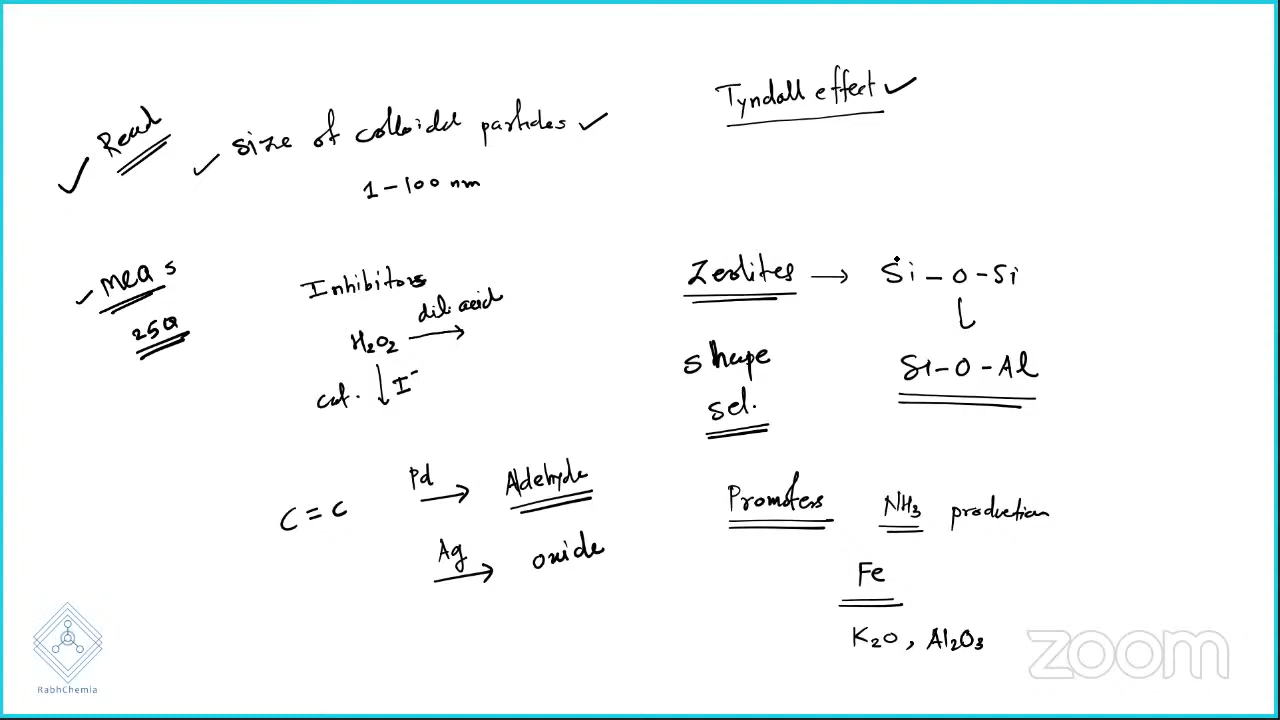 Tyndall effect ✓
✓ Read
✓ size of colloidal particles ✓
1-100 nm
✓ MCQ s
25Q
Inhibitors
H2O2 dil. acid →
cat. ↓ I-
Zeolites → Si-O-Si
↓
Si-O-Al
shape
sel.
C=C
Pd → Aldehyde
Ag → oxide
Promoters NH3 production
Fe
K2O, Al2O3
RabhChemia
zoom